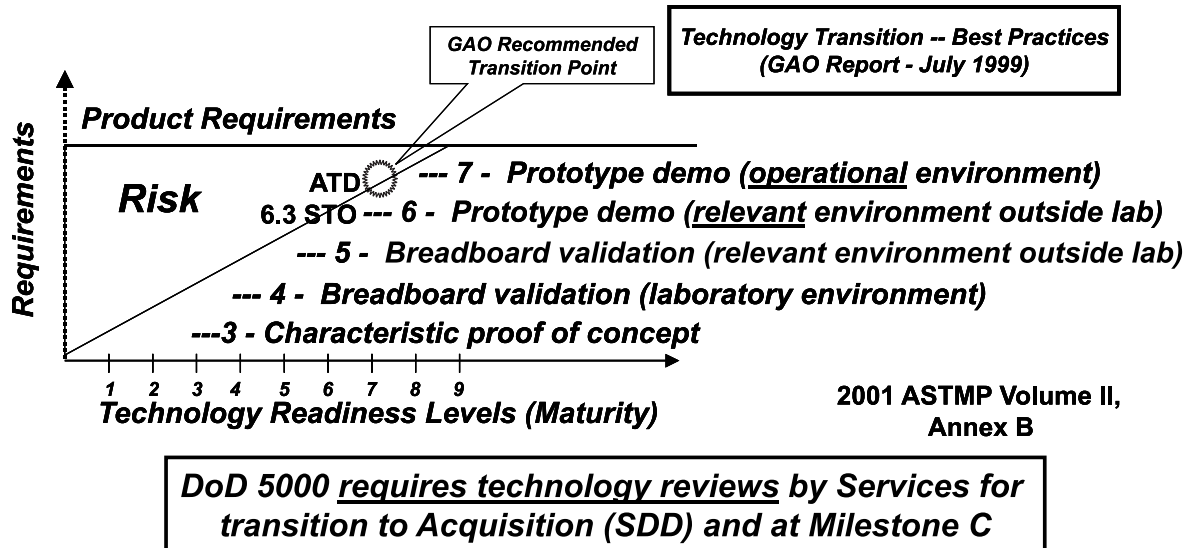 GAO Recommended
Transition Point
Technology Transition -- Best Practices
(GAO Report - July 1999)
Requirements
Product Requirements
Risk
ATD
--- 7 - Prototype demo (operational environment)
6.3 STO --- 6 - Prototype demo (relevant environment outside lab)
--- 5 - Breadboard validation (relevant environment outside lab)
--- 4 - Breadboard validation (laboratory environment)
---3 - Characteristic proof of concept
1 2 3 4 5 6 7 8 9
Technology Readiness Levels (Maturity)
2001 ASTMP Volume II,
Annex B
DoD 5000 requires technology reviews by Services for
transition to Acquisition (SDD) and at Milestone C